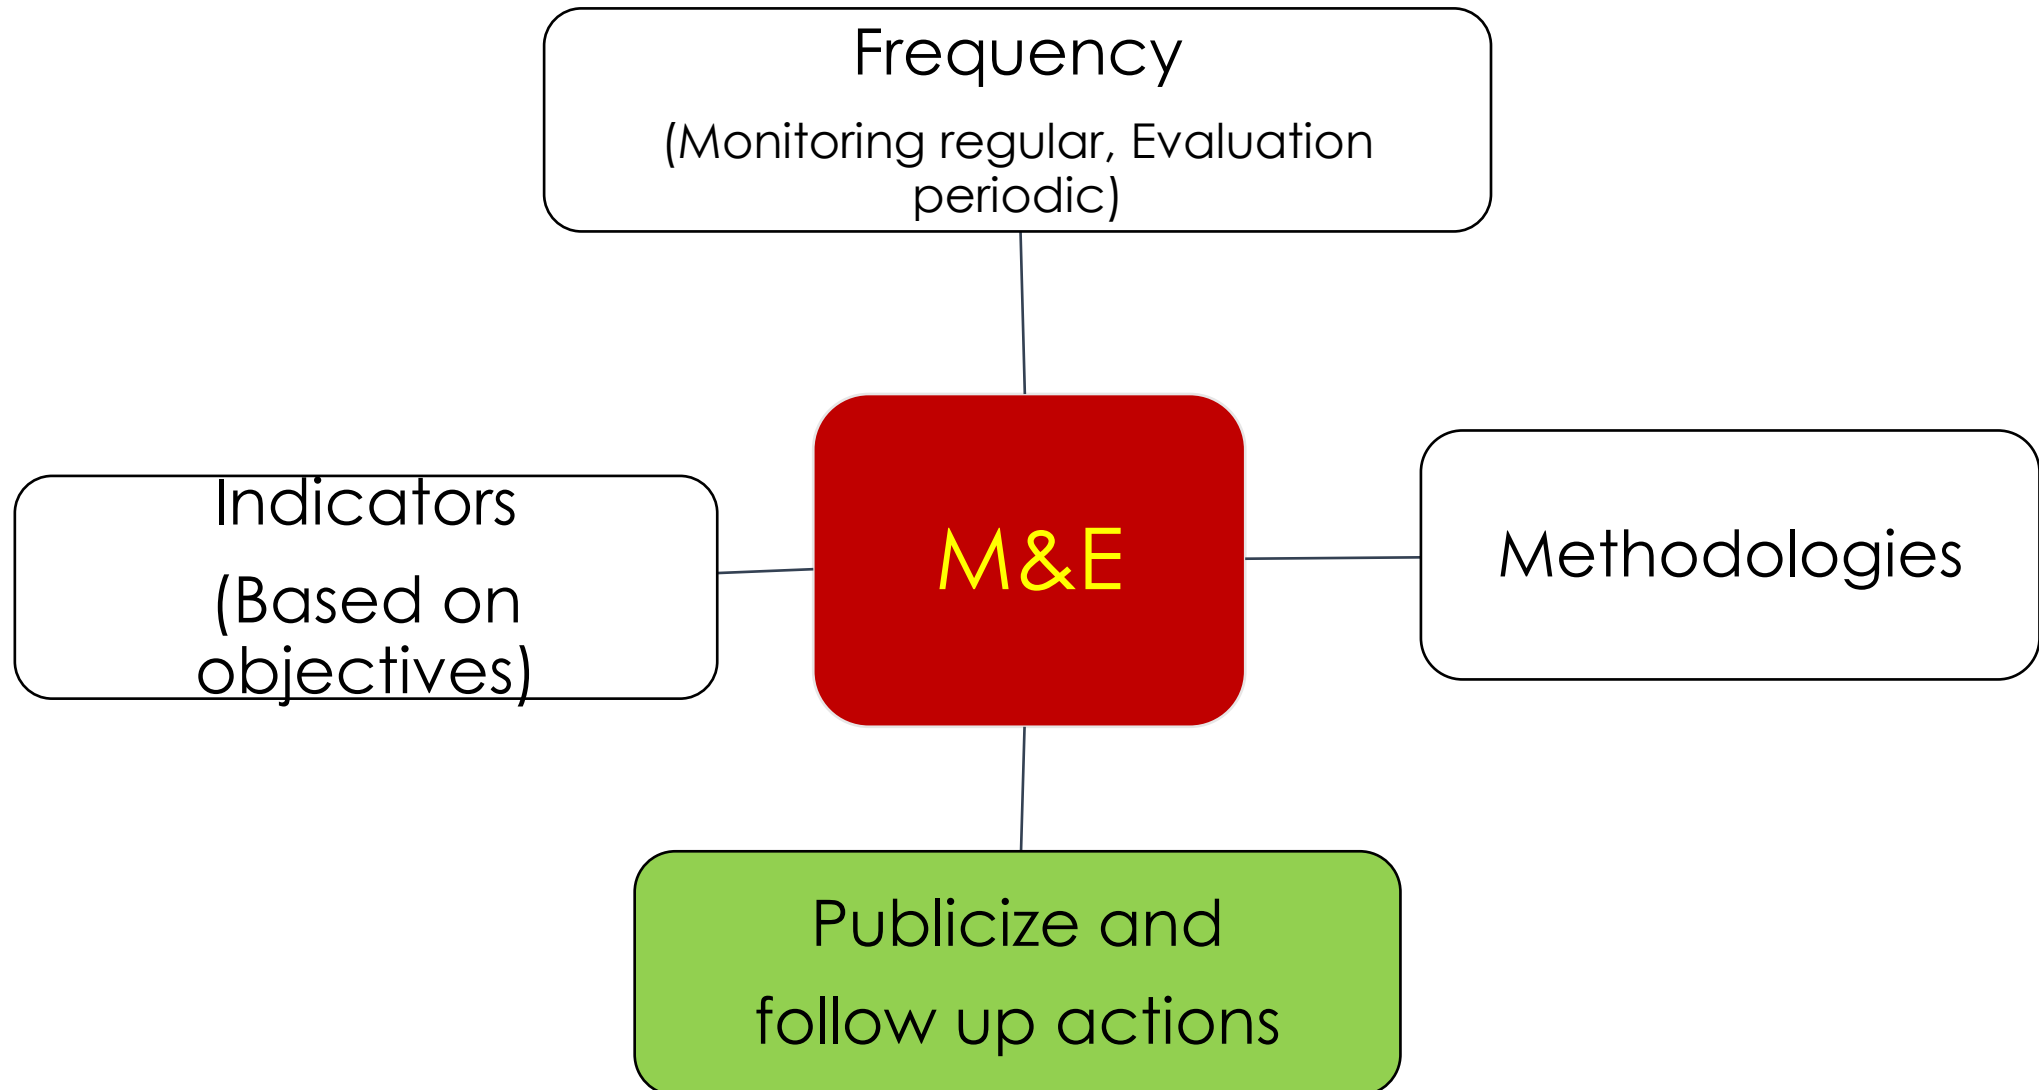 Frequency
(Monitoring regular, Evaluation
periodic)
Indicators
(Based on
objectives)
M&E
Methodologies
Publicize and
follow up actions